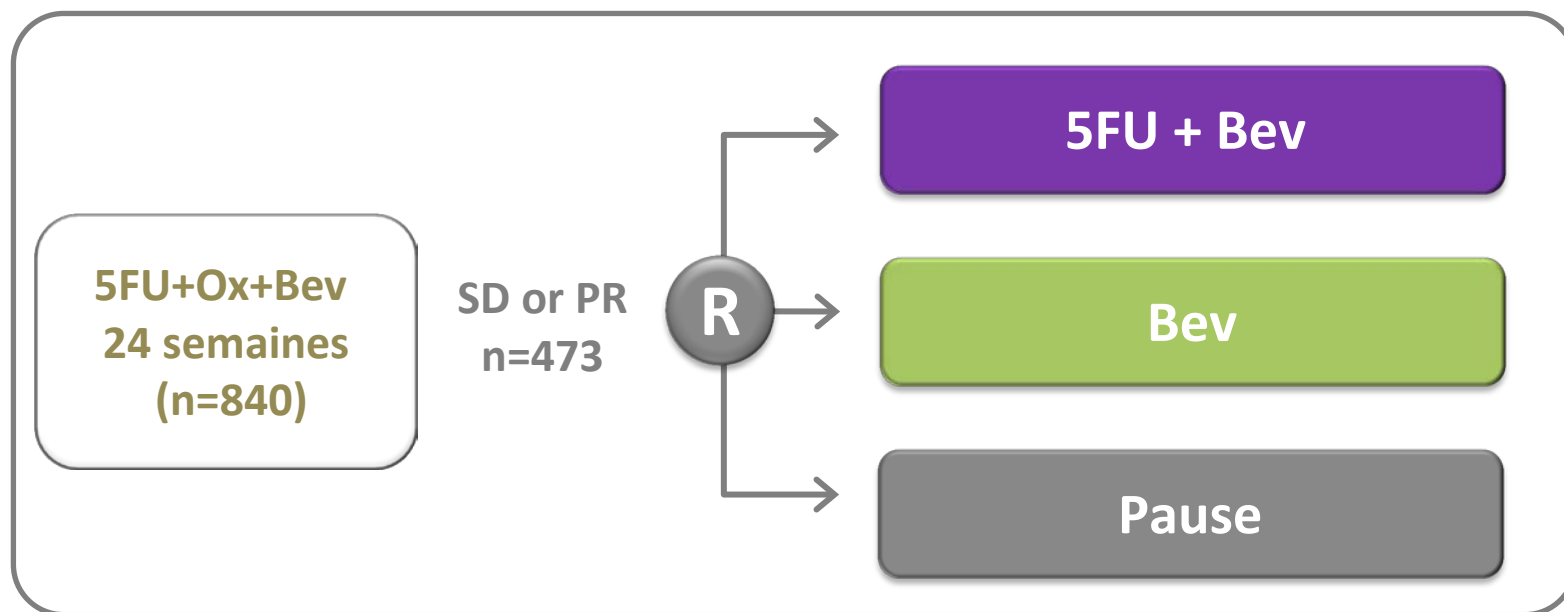 5FU+Ox+Bev
24 semaines
(n=840)
SD or PR
n=473
R
5FU + Bev
Bev
Pause